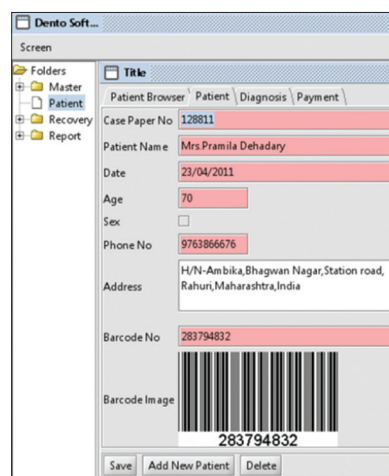 Dento Soft...
Screen
Folders
Master
Patient
Recovery
Report
Title
Patient Browser Patient Diagnosis Payment
Case Paper No 128811
Patient Name Mrs.Pramila Dehadary
Date 23/04/2011
Age 70
Sex
Phone No 9763866676
Address H/N-Ambika,Bhagwan Nagar,Station road,
Rahuri,Maharashtra,India
Barcode No 283794832
Barcode Image
283794832
Save Add New Patient Delete